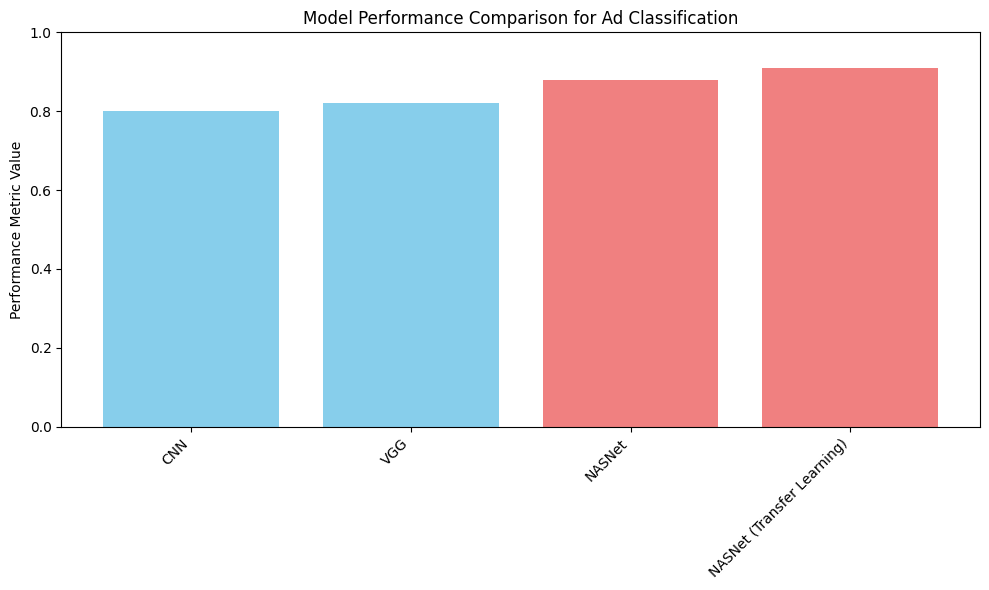 Model Performance Comparison for Ad Classification
Performance Metric Value
1.0
0.8
0.6
0.4
0.2
0.0
CNN
VGG
NASNet
NASNet (Transfer Learning)